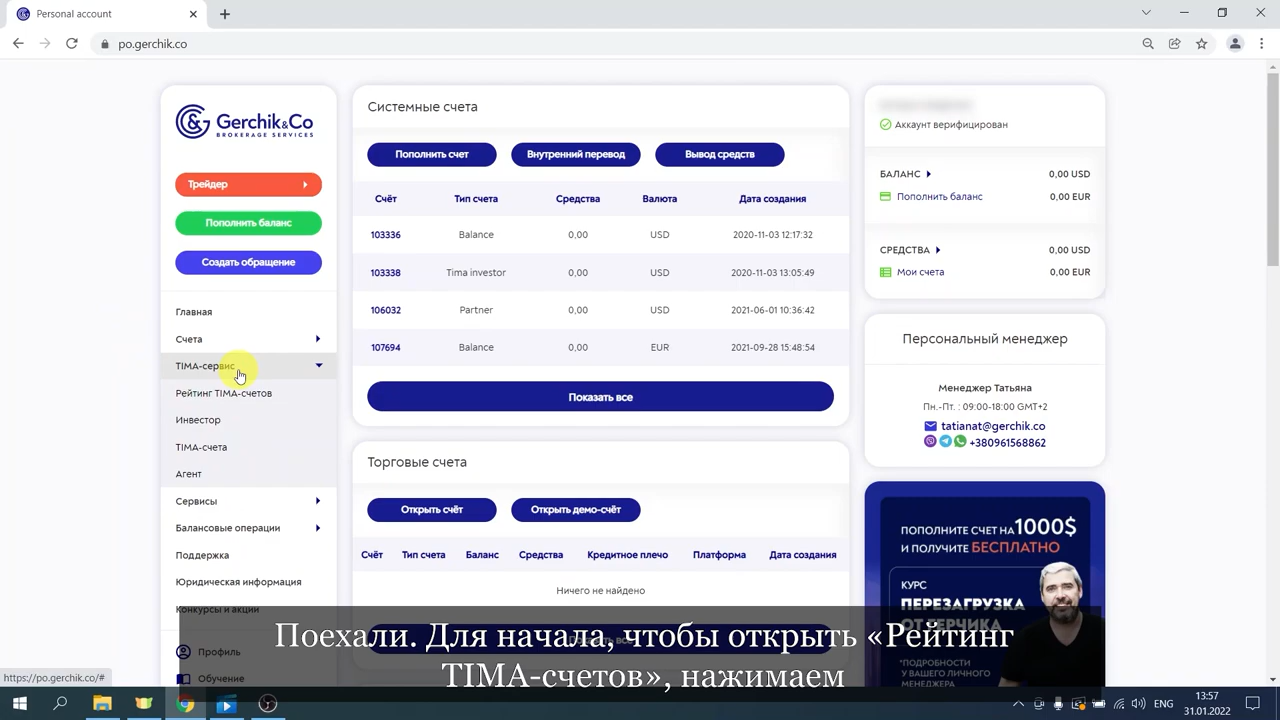 Personal account
po.gerchik.co
Gerchik&Co
BROKERAGE SERVICES
Трейдер
Пополнить баланс
Создать обращение
Главная
Счета
TIMA-сервис
Рейтинг TIMA-счетов
Инвестор
TIMA-счета
Агент
Сервисы
Балансовые операции
Поддержка
Юридическая информация
Конкурсы и акции
Профиль
Обучение
Системные счета
Пополнить счет
Внутренний перевод
Вывод средств
Счёт Тип счета Средства Валюта Дата создания
103336 Balance 0,00 USD 2020-11-03 12:17:32
103338 Tima investor 0,00 USD 2020-11-03 13:05:49
106032 Partner 0,00 USD 2021-06-01 10:36:42
107694 Balance 0,00 EUR 2021-09-28 15:48:54
Показать все
Торговые счета
Открыть счёт
Открыть демо-счёт
Счёт Тип счета Баланс Средства Кредитное плечо Платформа Дата создания
Ничего не найдено
Аккаунт верифицирован
БАЛАНС 0,00 USD
Пополнить баланс 0,00 EUR
СРЕДСТВА 0,00 USD
Мои счета 0,00 EUR
Персональный менеджер
Менеджер Татьяна
Пн.-Пт. : 09:00-18:00 GMT+2
tatianat@gerchik.co
+380961568862
ПОПОЛНИТЕ СЧЕТ НА 1000$
И ПОЛУЧИТЕ БЕСПЛАТНО
КУРС
ПЕРЕЗАГРУЗКА
ОТ ГЕРЧИКА
*ПОДРОБНОСТИ
У ВАШЕГО ЛИЧНОГО
МЕНЕДЖЕРА
Поехали. Для начала, чтобы открыть «Рейтинг
TIMA-счетов», нажимаем
https://po.gerchik.co/#
ENG
13:57
31.01.2022